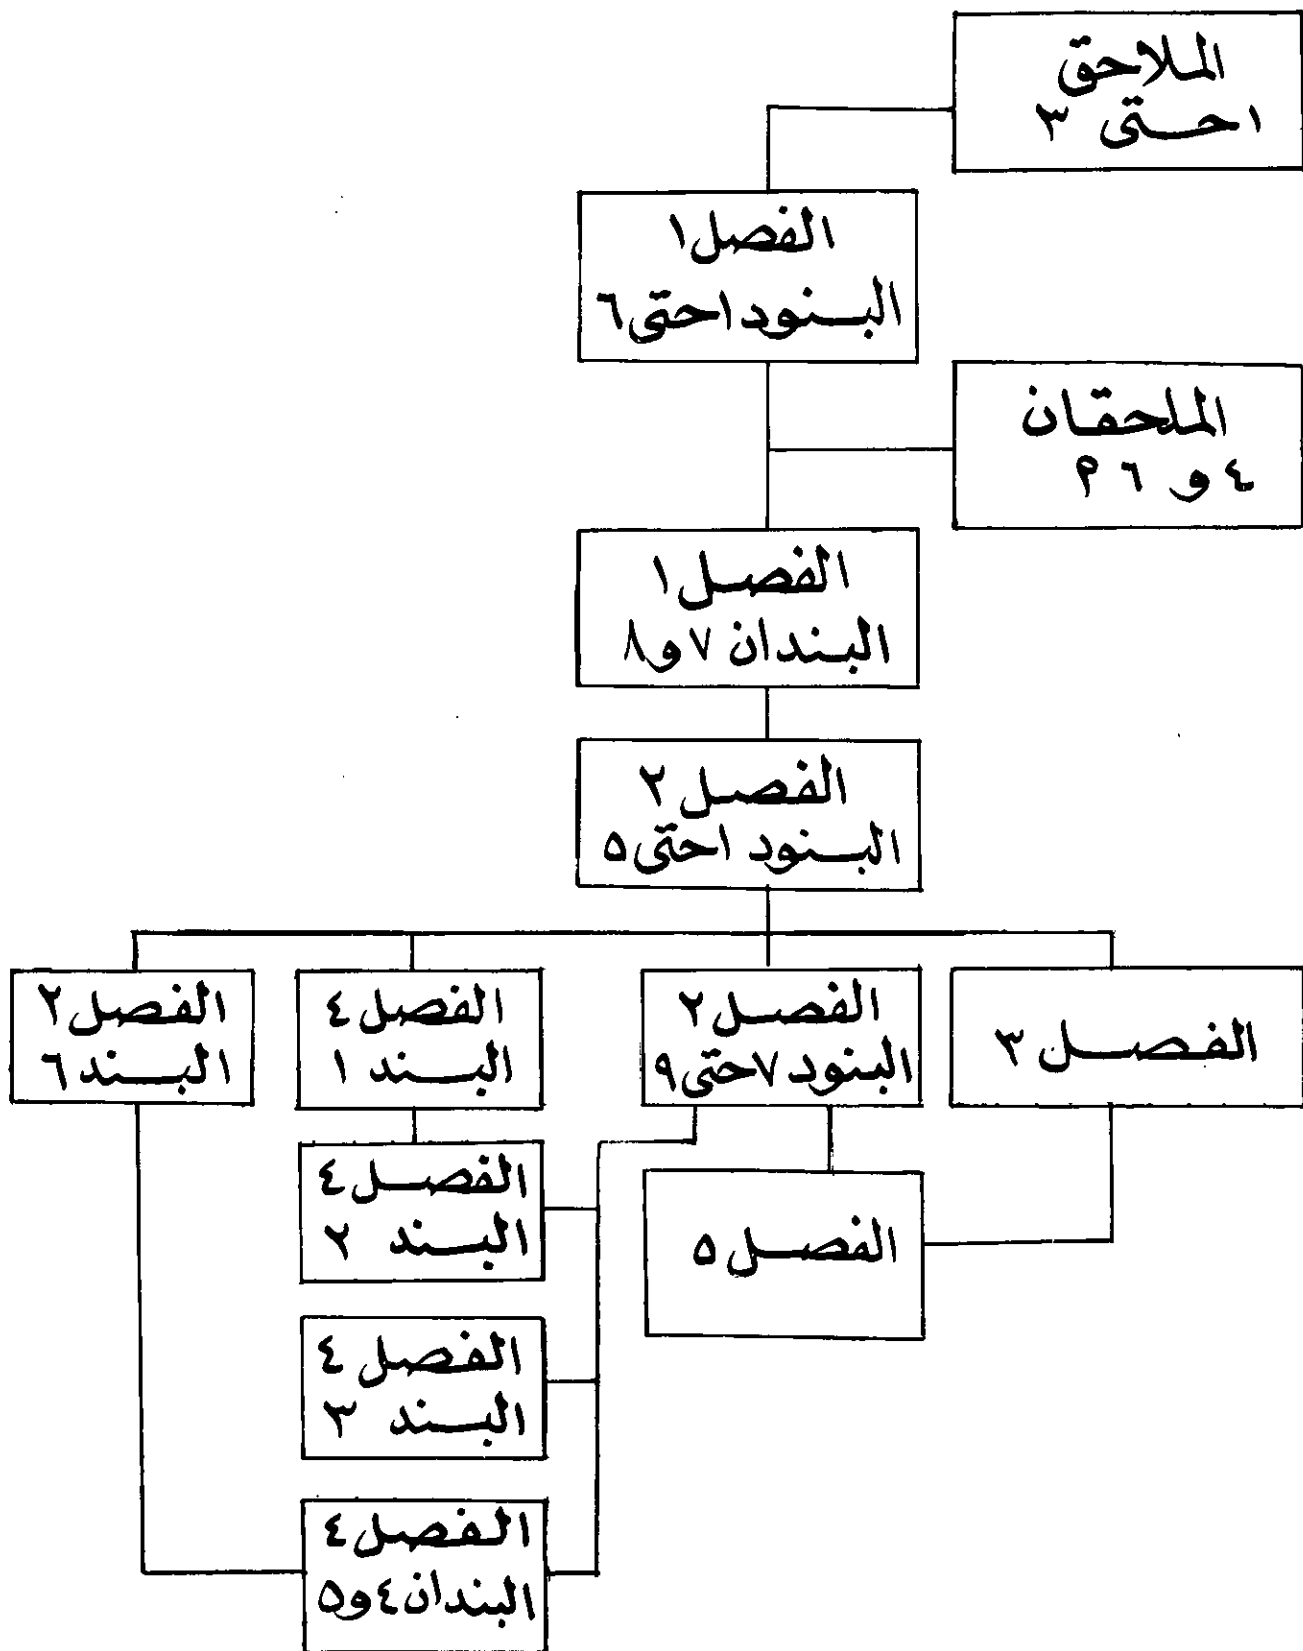 الملاحق
١ حتى ٣
الفصل ١
البنود ١ حتى ٦
الملحقان
٤ و ٦ م
الفصل ١
البندان ٧ و ٨
الفصل ٢
البنود ١ حتى ٥
الفصل ٣
الفصل ٢
البنود ٧ حتى ٩
الفصل ٤
البند ١
الفصل ٢
البند ٦
الفصل ٤
البند ٢
الفصل ٥
الفصل ٤
البند ٣
الفصل ٤
البندان ٤ و ٥